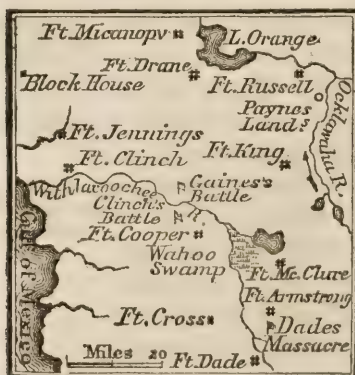 Ft. Micanopy
L. Orange
Ft. Drane
Block House
Ft. Russell
Paynes
Land.s
Ocklawaha R.
Ft. Jennings
Ft. Clinch
Ft. King
Withlacoochee R.
Gaines's
Battle
Clinch's
Battle
Ft. Cooper
Wahoo
Swamp
Gulf of Mexico
Ft. Mc. Clure
Ft. Armstrong
Ft. Cross
Dades
Massacre
Miles 20
Ft. Dade